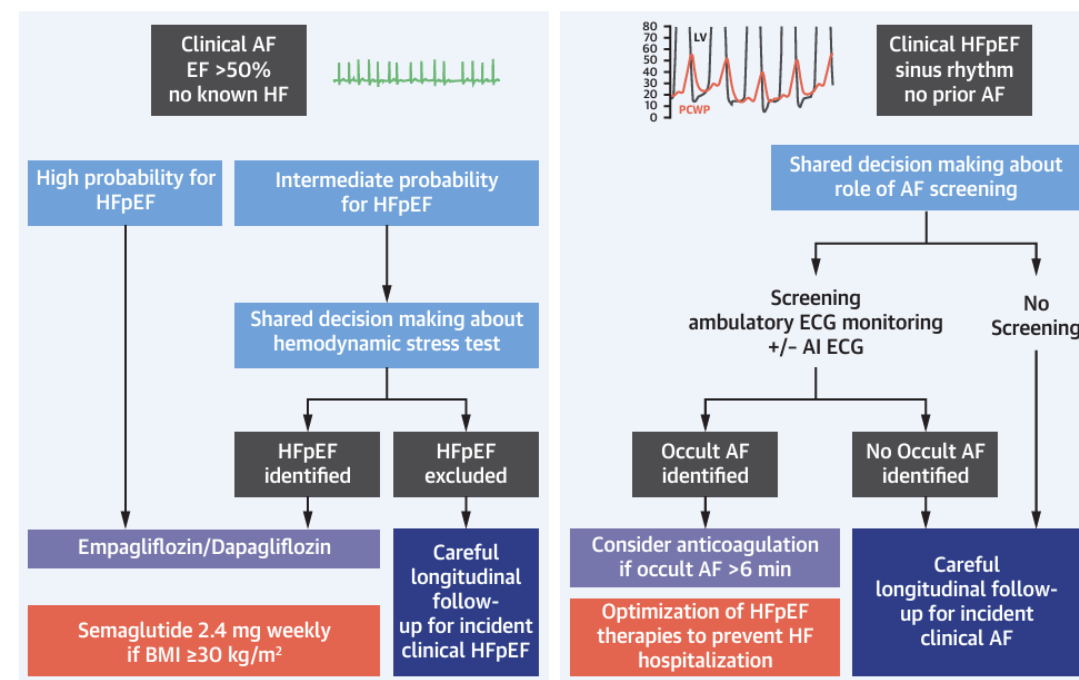 Clinical AF
EF >50%
no known HF
High probability for
HFpEF
Intermediate probability
for HFpEF
Shared decision making about
hemodynamic stress test
HFpEF
identified
HFpEF
excluded
Empagliflozin/Dapagliflozin
Semaglutide 2.4 mg weekly
if BMI ≥30 kg/m²
Careful
longitudinal
follow-
up for incident
clinical HFpEF
80
70
60
50
40
30
20
10
0
LV
PCWP
Clinical HFpEF
sinus rhythm
no prior AF
Shared decision making about
role of AF screening
Screening
ambulatory ECG monitoring
+/– AI ECG
No
Screening
Occult AF
identified
No Occult AF
identified
Consider anticoagulation
if occult AF >6 min
Optimization of HFpEF
therapies to prevent HF
hospitalization
Careful
longitudinal follow-
up for incident
clinical AF